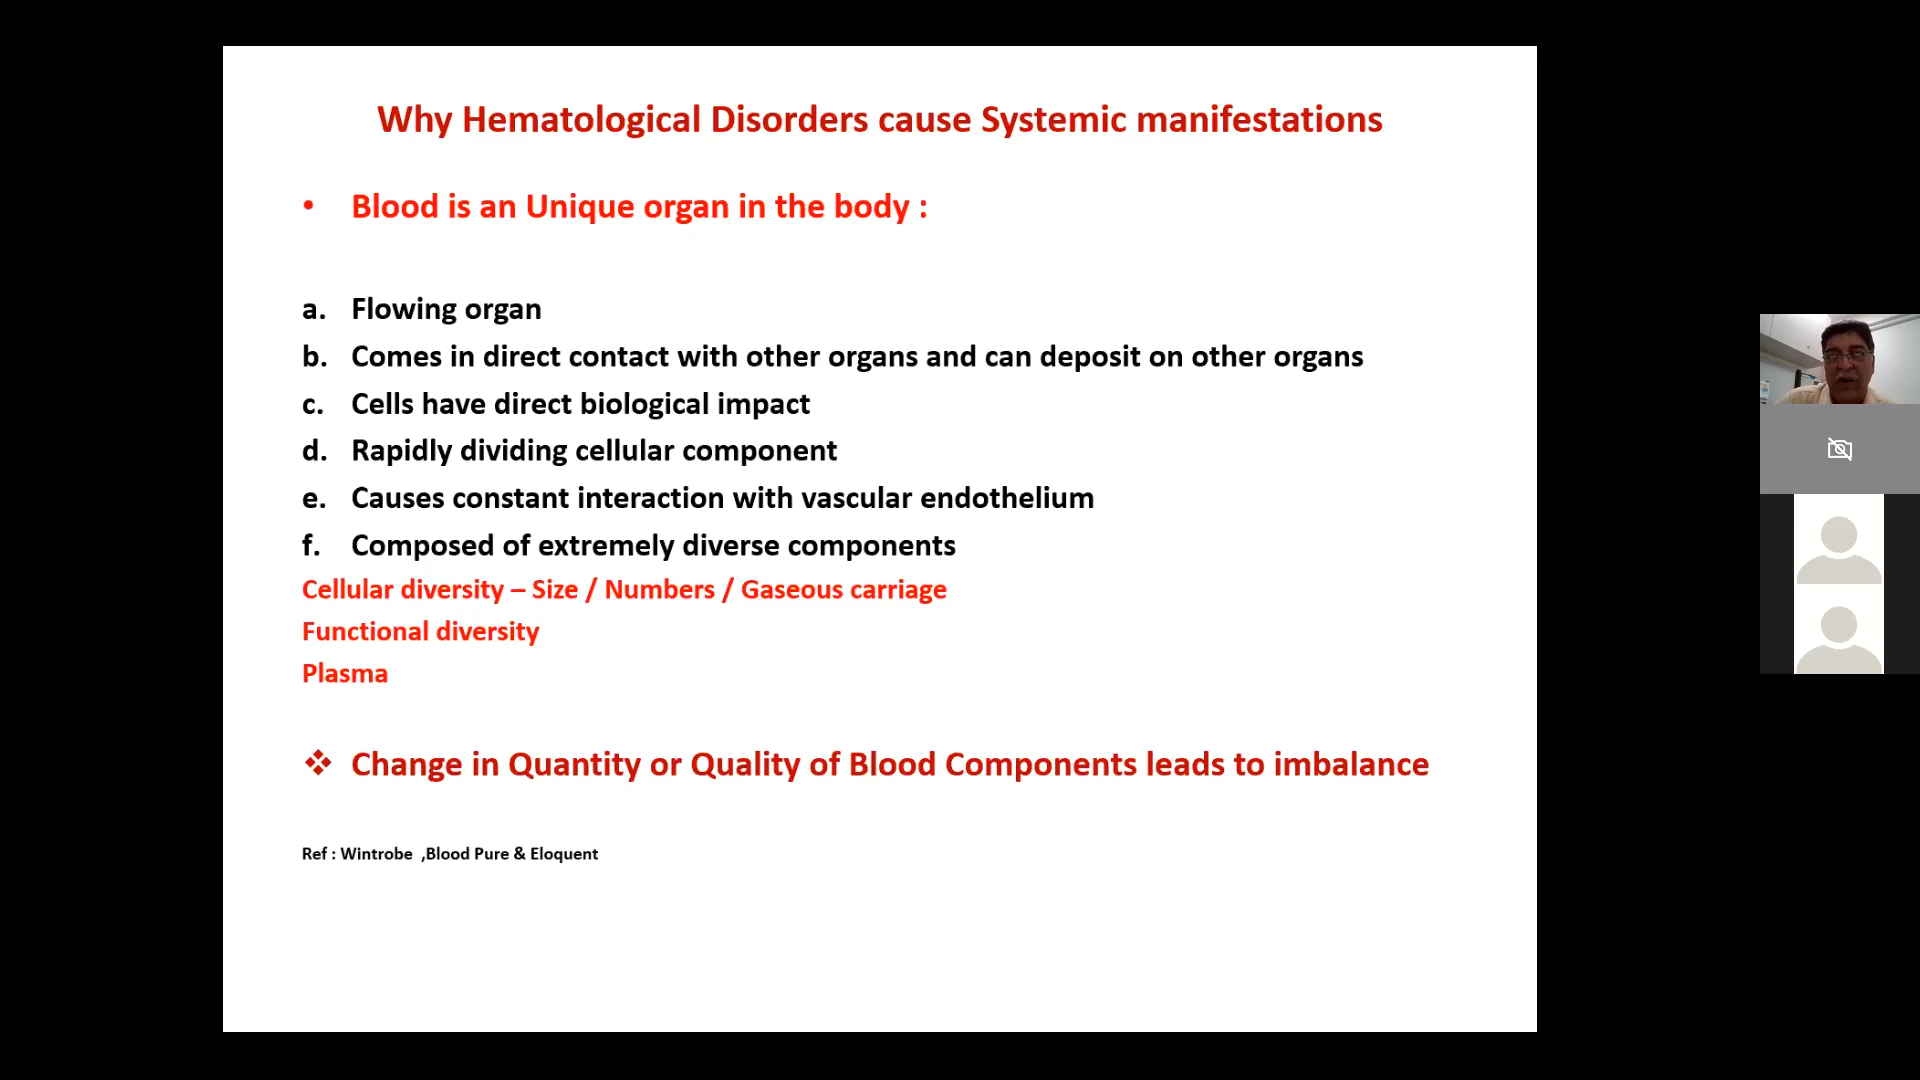 Why Hematological Disorders cause Systemic manifestations
• Blood is an Unique organ in the body :
a. Flowing organ
b. Comes in direct contact with other organs and can deposit on other organs
c. Cells have direct biological impact
d. Rapidly dividing cellular component
e. Causes constant interaction with vascular endothelium
f. Composed of extremely diverse components
Cellular diversity – Size / Numbers / Gaseous carriage
Functional diversity
Plasma
❖ Change in Quantity or Quality of Blood Components leads to imbalance
Ref : Wintrobe ,Blood Pure & Eloquent